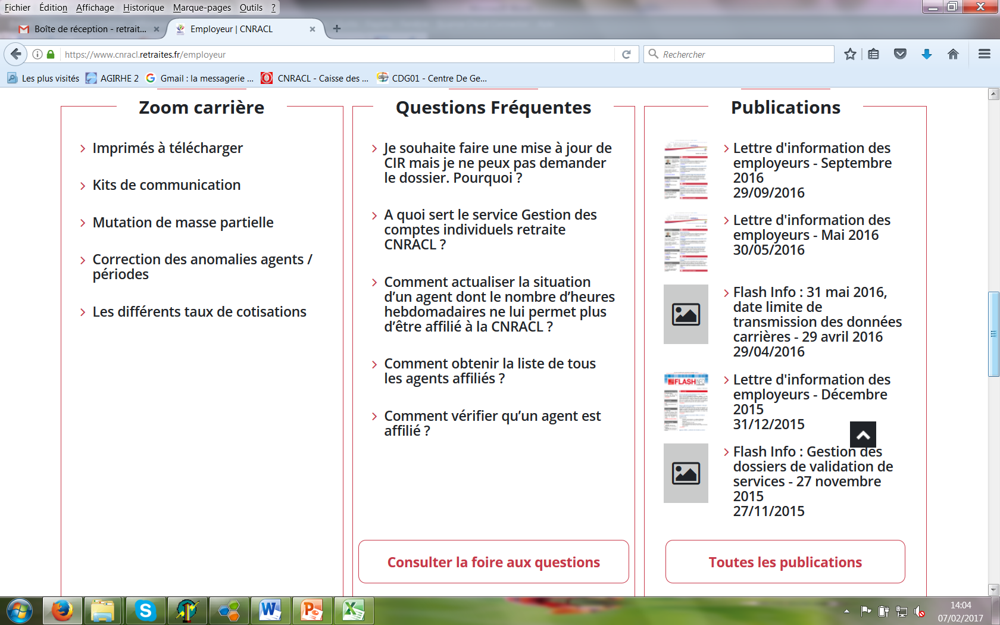 Fichier Édition Affichage Historique Marque-pages Outils ?
Boîte de réception - retrait... × Employeur | CNRACL ×
https://www.cnracl.retraites.fr/employeur
Rechercher
Les plus visités AGIRHE 2 Gmail : la messagerie ... CNRACL - Caisse des ... CDG01 - Centre De Ge...
Zoom carrière
Imprimés à télécharger
Kits de communication
Mutation de masse partielle
Correction des anomalies agents /
périodes
Les différents taux de cotisations
Questions Fréquentes
Je souhaite faire une mise à jour de
CIR mais je ne peux pas demander
le dossier. Pourquoi ?
A quoi sert le service Gestion des
comptes individuels retraite
CNRACL ?
Comment actualiser la situation
d’un agent dont le nombre d’heures
hebdomadaires ne lui permet plus
d’être affilié à la CNRACL ?
Comment obtenir la liste de tous
les agents affiliés ?
Comment vérifier qu’un agent est
affilié ?
Consulter la foire aux questions
Publications
Lettre d'information des
employeurs - Septembre
2016
29/09/2016
Lettre d'information des
employeurs - Mai 2016
30/05/2016
Flash Info : 31 mai 2016,
date limite de
transmission des données
carrières - 29 avril 2016
29/04/2016
FLASH INFO
Lettre d'information des
employeurs - Décembre
2015
31/12/2015
Flash Info : Gestion des
dossiers de validation de
services - 27 novembre
2015
27/11/2015
Toutes les publications
14:04
07/02/2017